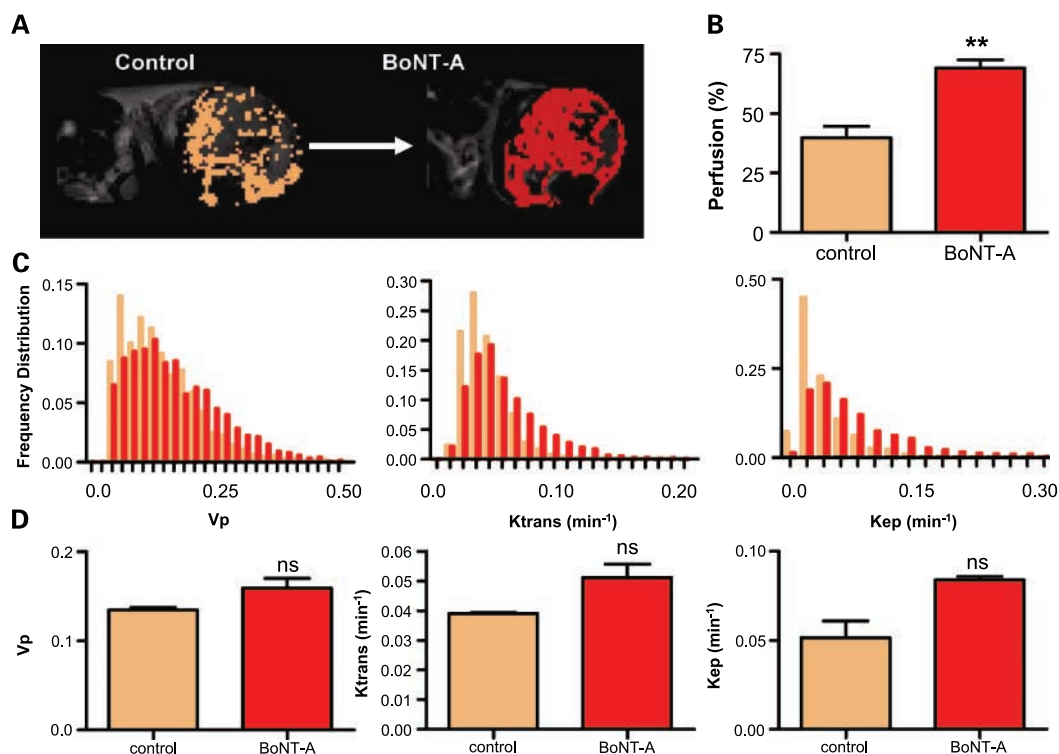 A
Control
BoNT-A
B
**
Perfusion (%)
75
50
25
0
control
BoNT-A
C
Frequency Distribution
0.15
0.10
0.05
0.00
0.0
0.25
0.50
Vp
0.30
0.25
0.20
0.15
0.10
0.05
0.00
0.0
0.10
0.20
Ktrans (min⁻¹)
0.50
0.25
0.00
0.0
0.15
0.30
Kep (min⁻¹)
D
Vp
0.2
0.1
0.0
ns
control
BoNT-A
Ktrans (min⁻¹)
0.06
0.05
0.04
0.03
0.02
0.01
0.00
ns
control
BoNT-A
Kep (min⁻¹)
0.10
0.05
0.00
ns
control
BoNT-A